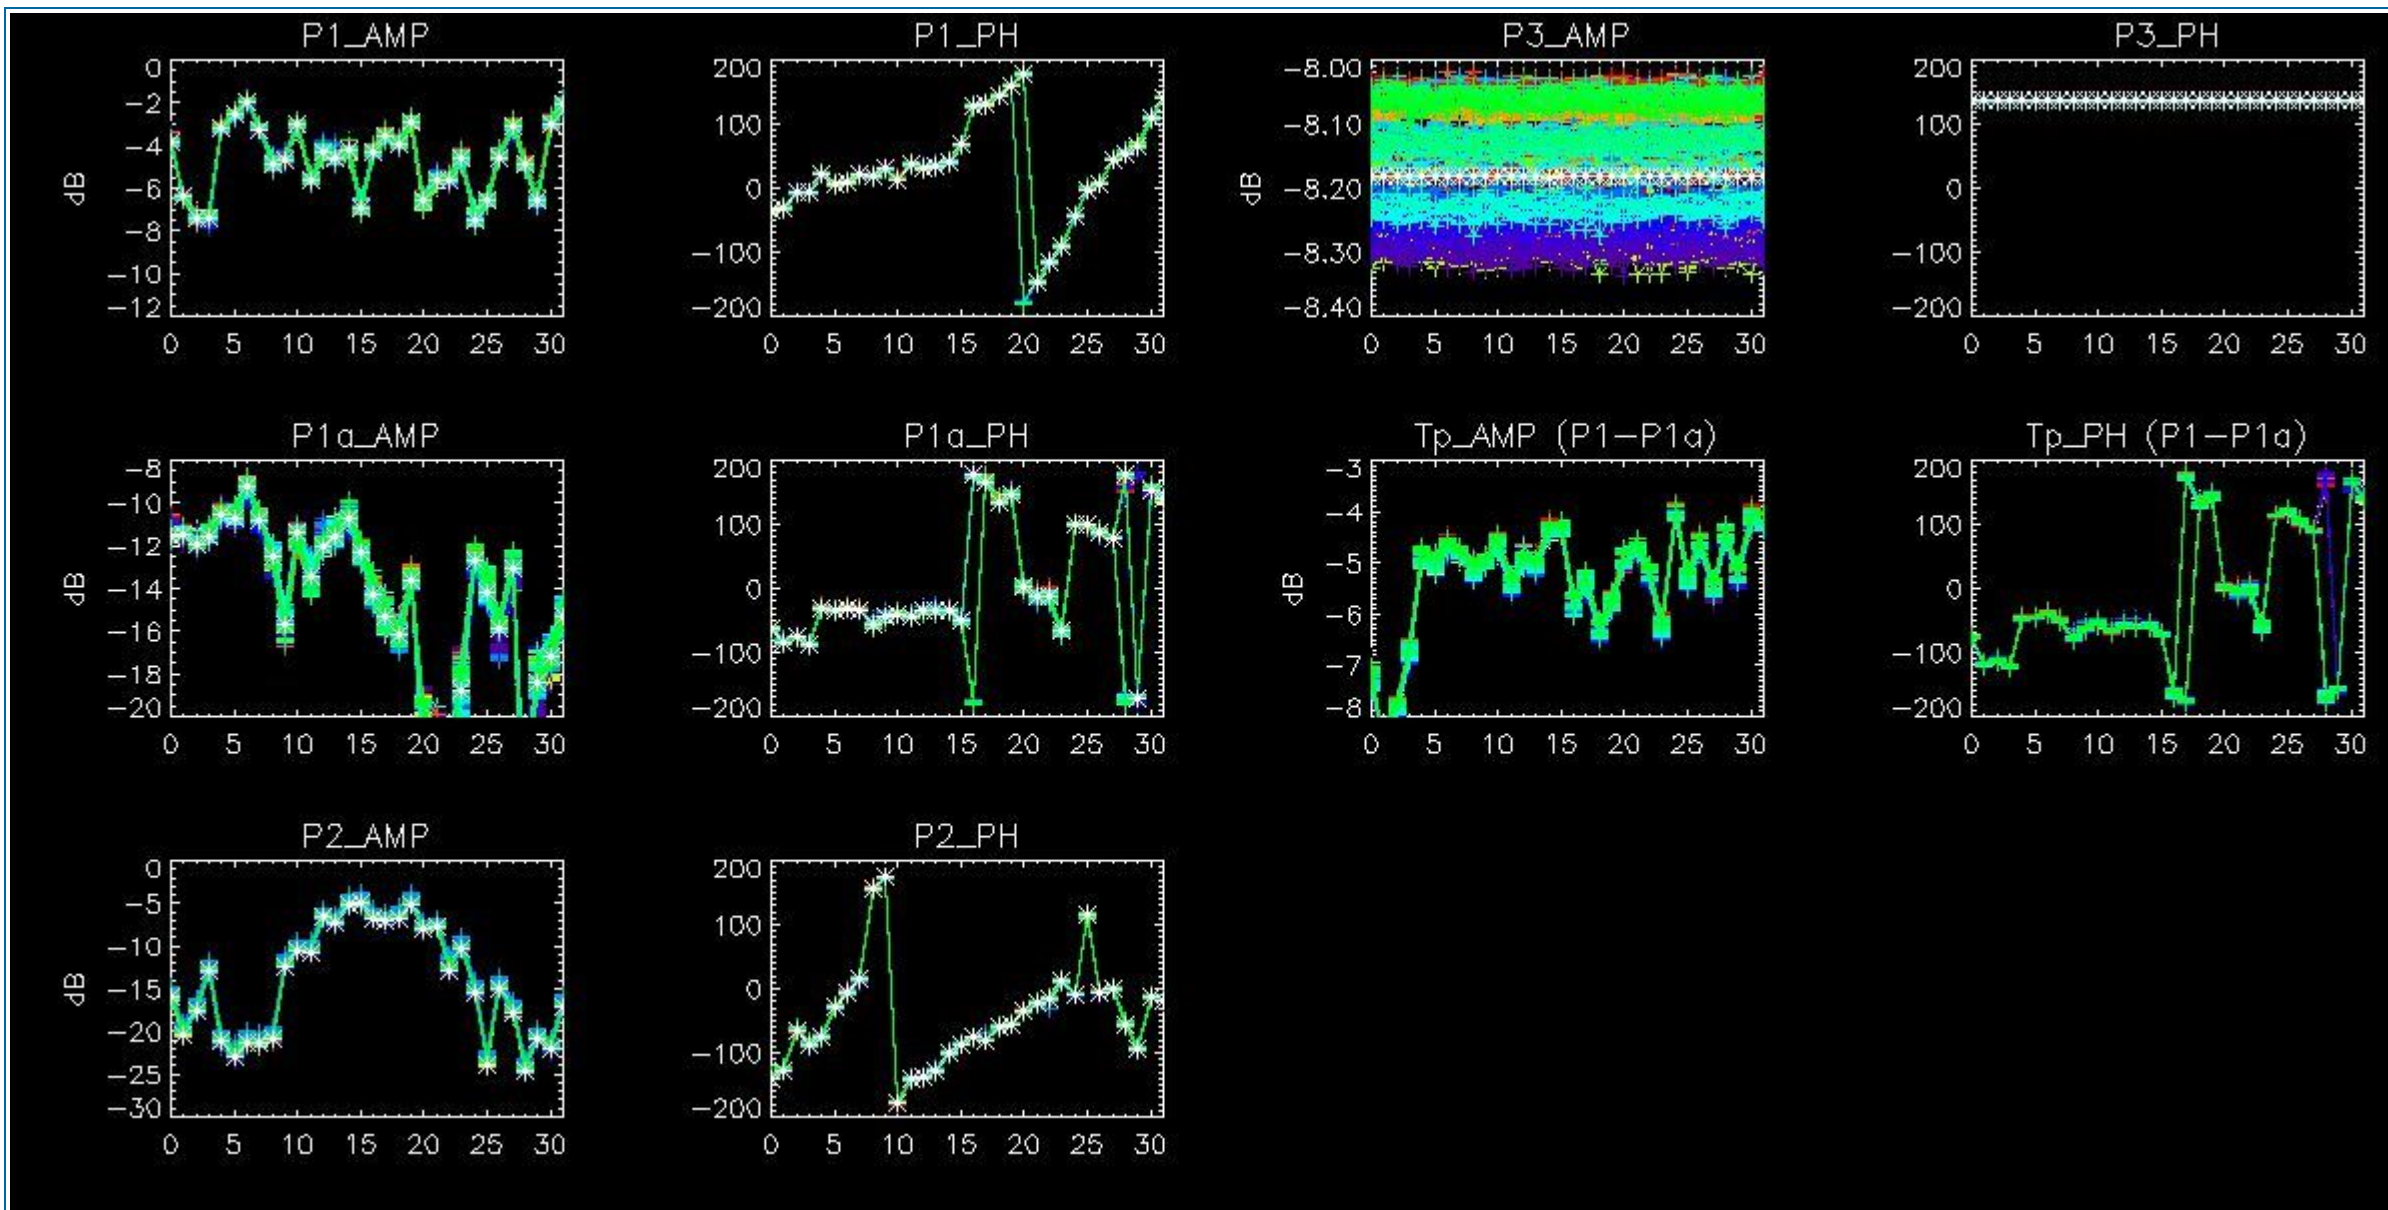 P1_AMP
0
−2
−4
−6
−8
−10
−12
dB
0 5 10 15 20 25 30
P1_PH
200
100
0
−100
−200
0 5 10 15 20 25 30
P3_AMP
−8.00
−8.10
−8.20
−8.30
−8.40
dB
0 5 10 15 20 25 30
P3_PH
200
100
0
−100
−200
0 5 10 15 20 25 30
P1a_AMP
−8
−10
−12
−14
−16
−18
−20
dB
0 5 10 15 20 25 30
P1a_PH
200
100
0
−100
−200
0 5 10 15 20 25 30
Tp_AMP (P1−P1a)
−3
−4
−5
−6
−7
−8
dB
0 5 10 15 20 25 30
Tp_PH (P1−P1a)
200
100
0
−100
−200
0 5 10 15 20 25 30
P2_AMP
0
−5
−10
−15
−20
−25
−30
dB
0 5 10 15 20 25 30
P2_PH
200
100
0
−100
−200
0 5 10 15 20 25 30